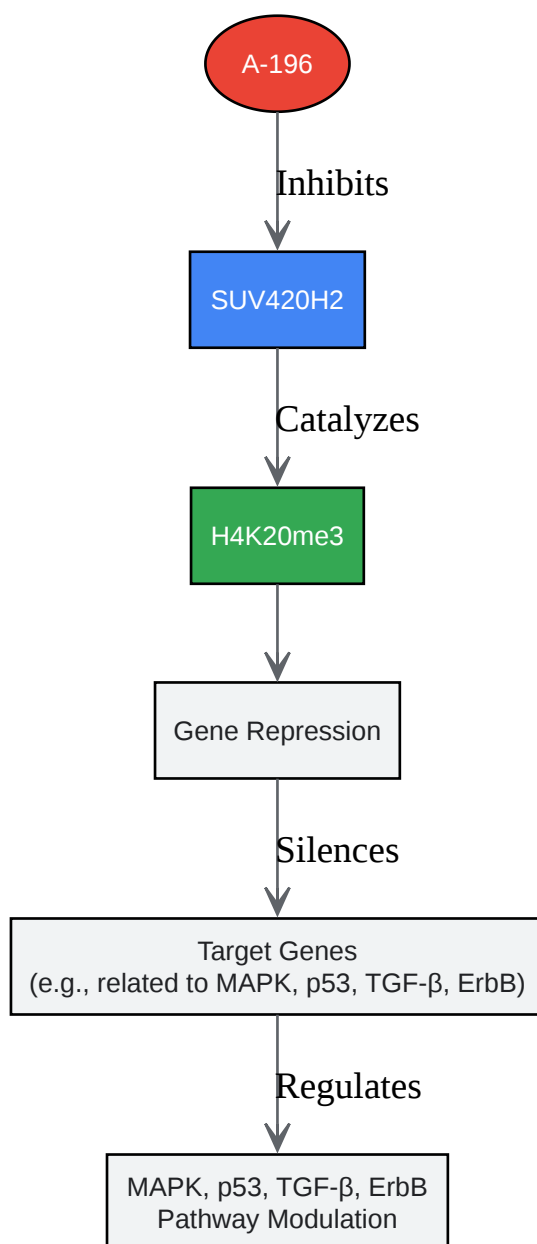 A-196
Inhibits
SUV420H2
Catalyzes
H4K20me3
Gene Repression
Silences
Target Genes
(e.g., related to MAPK, p53, TGF-β, ErbB)
Regulates
MAPK, p53, TGF-β, ErbB
Pathway Modulation